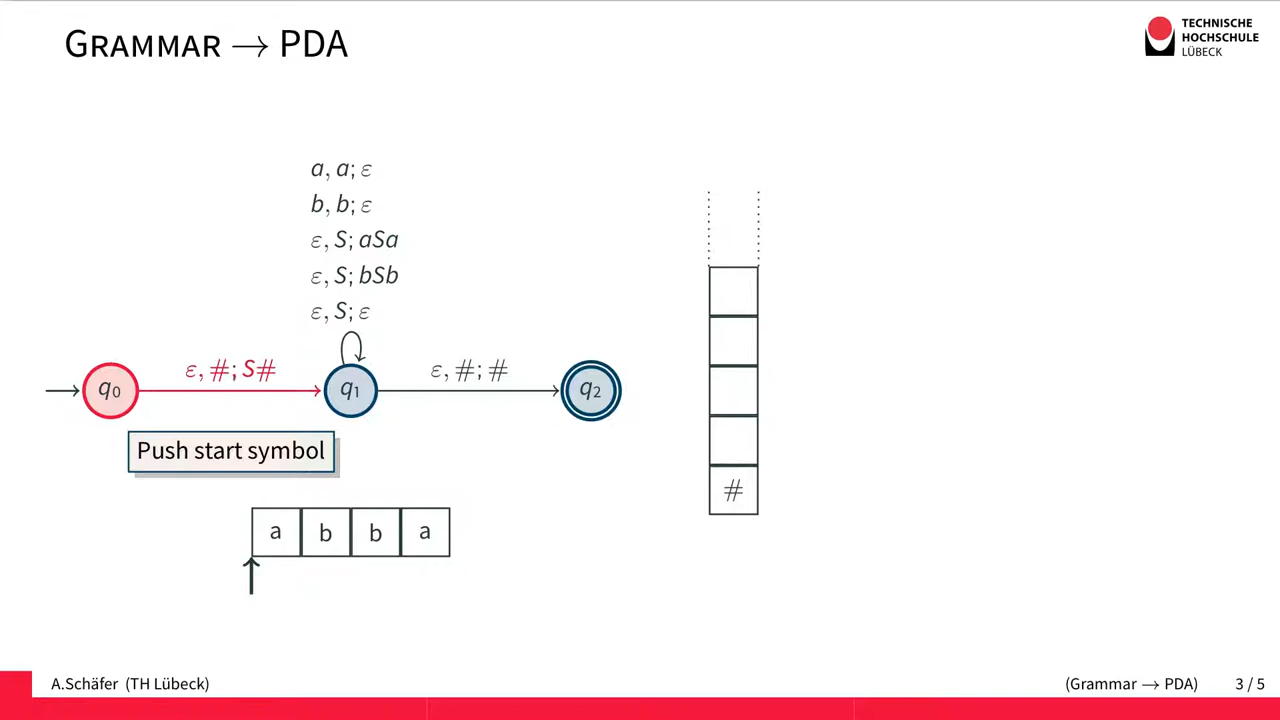 GRAMMAR → PDA
TECHNISCHE
HOCHSCHULE
LÜBECK
a, a; ε
b, b; ε
ε, S; aSa
ε, S; bSb
ε, S; ε
ε, #; S#
ε, #; #
q0
q1
q2
Push start symbol
#
a b b a
A.Schäfer (TH Lübeck)
(Grammar → PDA)
3 / 5